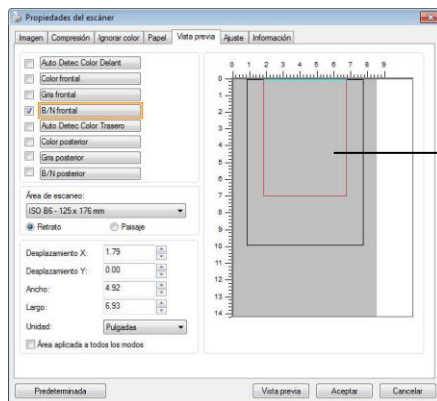 Propiedades del escáner
Imagen Compresión Ignorar color Papel Vista previa Ajuste Información
Auto Detec Color Delant
Color frontal
Gris frontal
B/N frontal
Auto Detec Color Trasero
Color posterior
Gris posterior
B/N posterior
Área de escaneo:
ISO B6 - 125 x 176 mm
Retrato Paisaje
Desplazamiento X: 1.79
Desplazamiento Y: 0.00
Ancho: 4.92
Largo: 6.93
Unidad: Pulgadas
Área aplicada a todos los modos
0 1 2 3 4 5 6 7 8 9
0
1
2
3
4
5
6
7
8
9
10
11
12
13
14
Predeterminada Vista previa Aceptar Cancelar